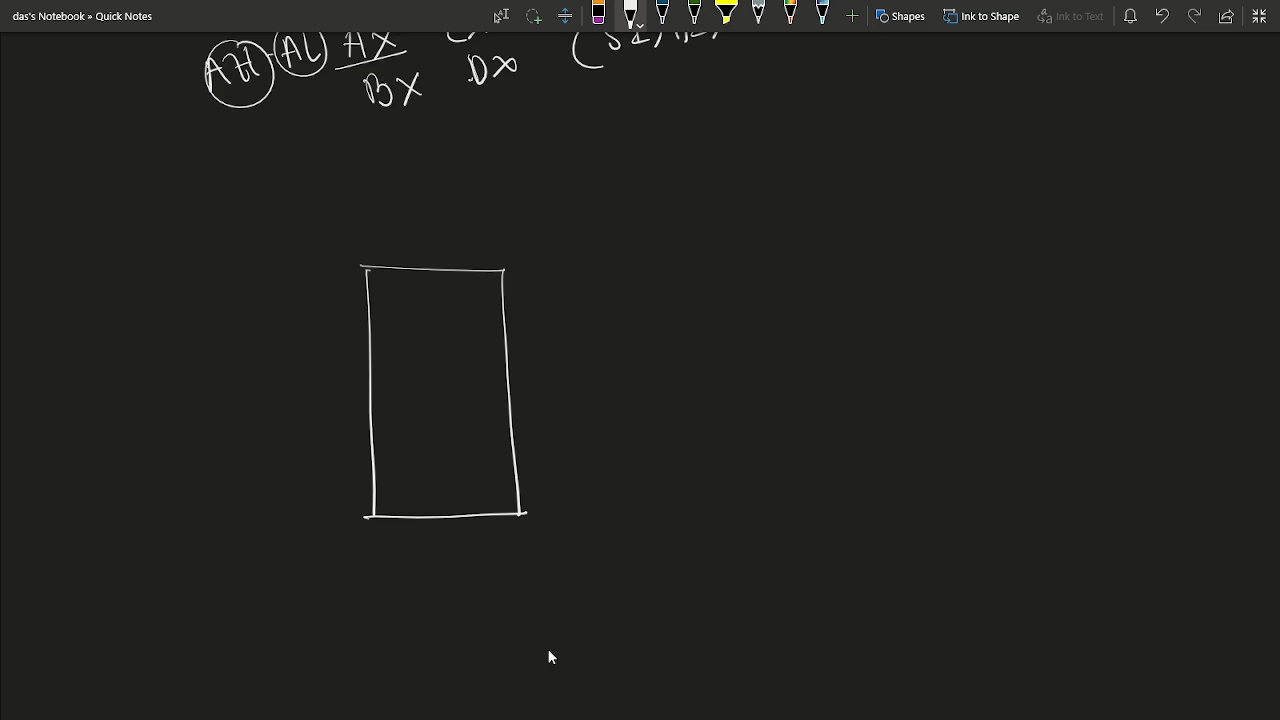 das's Notebook » Quick Notes
Shapes
Ink to Shape
Ink to Text
AH AL AX
BX DX